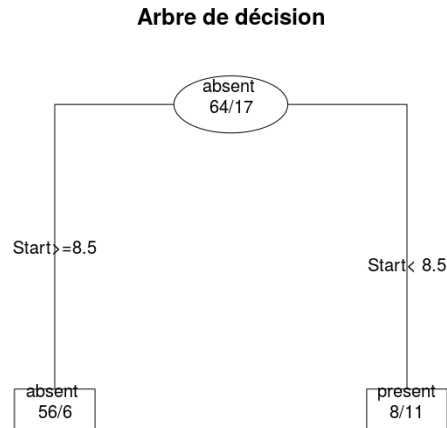 Arbre de décision
absent
64/17
Start>=8.5
Start< 8.5
absent
56/6
present
8/11